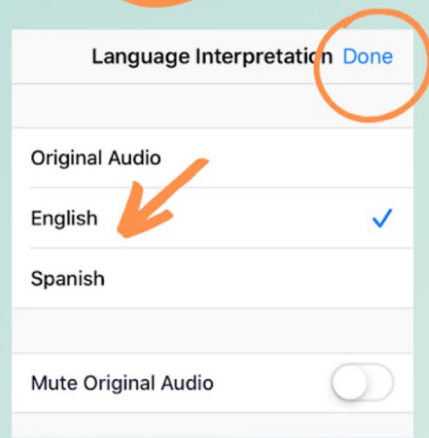 Language Interpretation Done
Original Audio
English
Spanish
Mute Original Audio